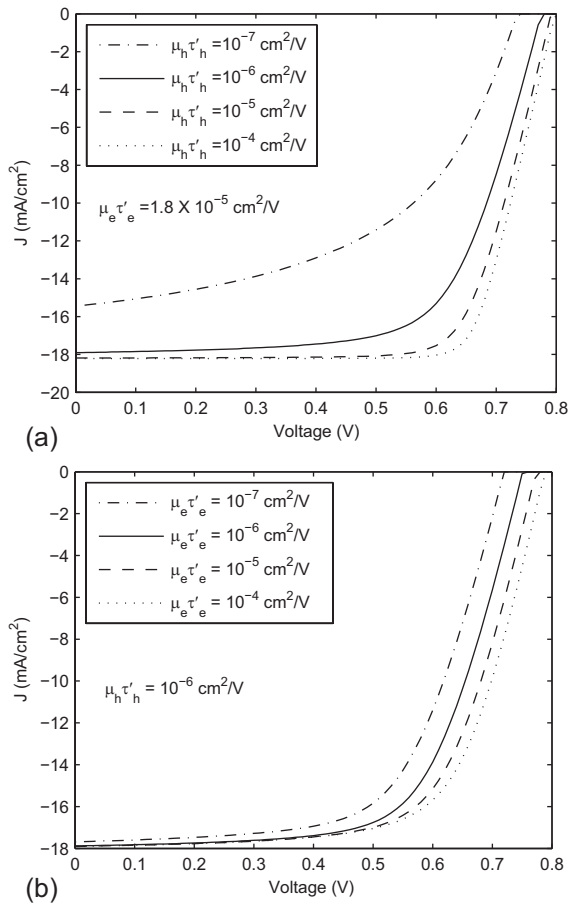 0
−2
−4
−6
−8
−10
−12
−14
−16
−18
−20
J (mA/cm²)
μₕτ′ₕ =10⁻⁷ cm²/V
μₕτ′ₕ =10⁻⁶ cm²/V
μₕτ′ₕ =10⁻⁵ cm²/V
μₕτ′ₕ =10⁻⁴ cm²/V
μₑτ′ₑ =1.8 X 10⁻⁵ cm²/V
0 0.1 0.2 0.3 0.4 0.5 0.6 0.7 0.8
(a)
Voltage (V)
0
−2
−4
−6
−8
−10
−12
−14
−16
−18
J (mA/cm²)
μₑτ′ₑ = 10⁻⁷ cm²/V
μₑτ′ₑ = 10⁻⁶ cm²/V
μₑτ′ₑ = 10⁻⁵ cm²/V
μₑτ′ₑ = 10⁻⁴ cm²/V
μₕτ′ₕ = 10⁻⁶ cm²/V
0 0.1 0.2 0.3 0.4 0.5 0.6 0.7 0.8
(b)
Voltage (V)